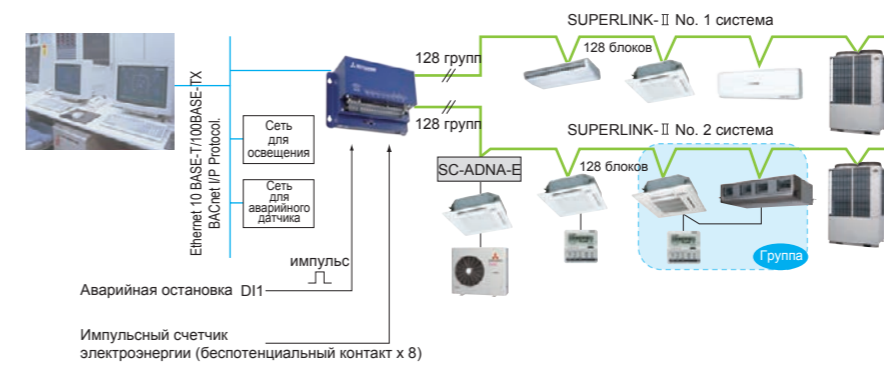 SUPERLINK-Ⅱ No. 1 система
128 групп
128 блоков
Ethernet 10 BASE-T/100BASE-TX
BACnet I/P Protocol.
Сеть
для
освещения
128 групп
SUPERLINK-Ⅱ No. 2 система
SC-ADNA-E
128 блоков
Сеть
для
аварийного
датчика
Группа
импульс
Аварийная остановка DI1
Импульсный счетчик
электроэнергии (беспотенциальный контакт x 8)